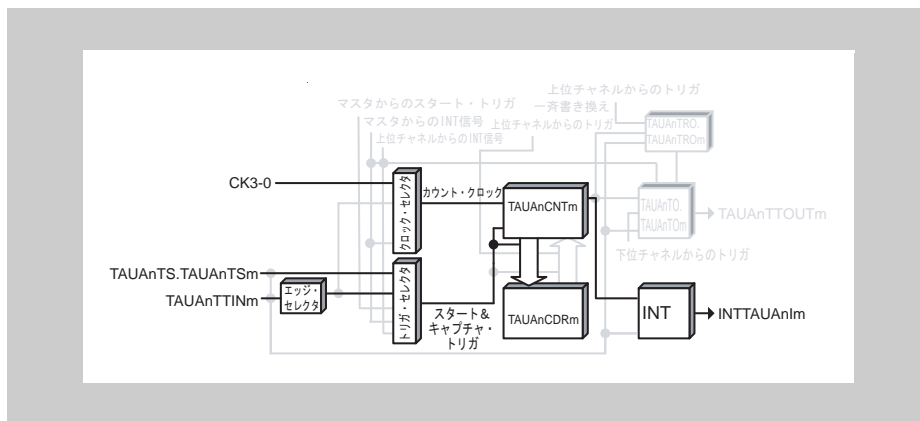 上位チャネルからのトリガ
マスタからのスタート・トリガ
一斉書き換え
マスタからのINT信号
上位チャネルからのトリガ
上位チャネルからのINT信号
TAUAnTRO.
TAUAnTROm
CK3-0
クロック・セレクタ
カウント・クロック
TAUAnCNTm
TAUAnTO.
TAUAnTOm
TAUAnTTOUTm
下位チャネルからのトリガ
TAUAnTS.TAUAnTSm
TAUAnTTINm
エッジ・
セレクタ
トリガ・セレクタ
スタート&
キャプチャ・
トリガ
TAUAnCDRm
INT
INTTAUAnIm